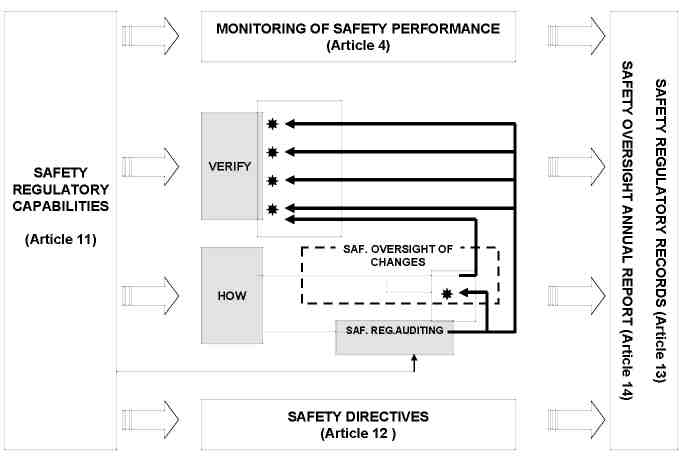 MONITORING OF SAFETY PERFORMANCE
(Article 4)
SAFETY
REGULATORY
CAPABILITIES
(Article 11)
VERIFY
SAF. OVERSIGHT OF
CHANGES
HOW
SAF. REG.AUDITING
SAFETY DIRECTIVES
(Article 12 )
SAFETY REGULATORY RECORDS (Article 13)
SAFETY OVERSIGHT ANNUAL REPORT (Article 14)